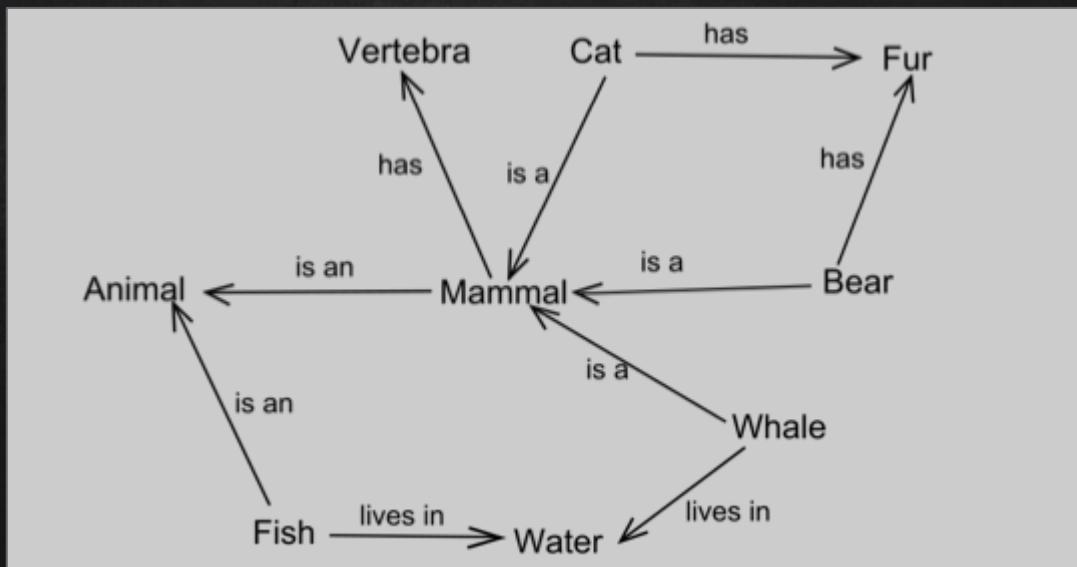 Vertebra
Cat
has
Fur
has
is a
has
Animal
is an
Mammal
is a
Bear
is an
is a
Whale
Fish
lives in
Water
lives in